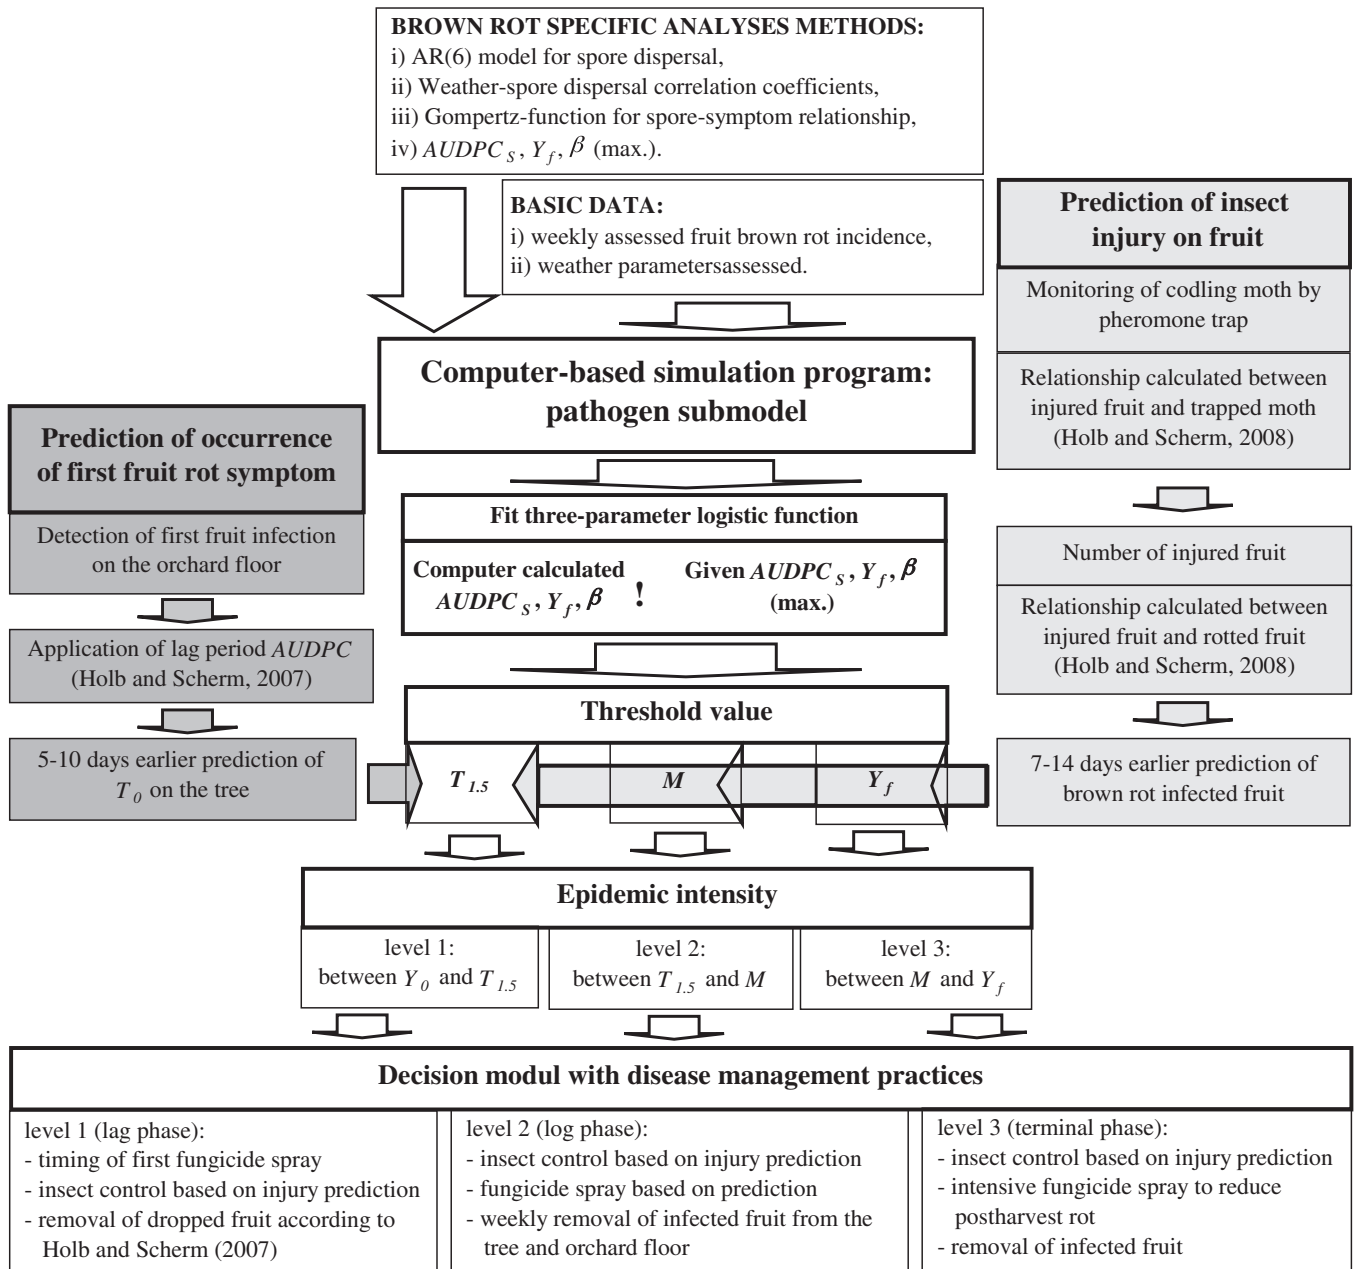 BROWN ROT SPECIFIC ANALYSES METHODS:
i) AR(6) model for spore dispersal,
ii) Weather-spore dispersal correlation coefficients,
iii) Gompertz-function for spore-symptom relationship,
iv) AUDPC S, Y f, β (max.).
BASIC DATA:
i) weekly assessed fruit brown rot incidence,
ii) weather parametersassessed.
Prediction of insect
injury on fruit
Monitoring of codling moth by
pheromone trap
Relationship calculated between
injured fruit and trapped moth
(Holb and Scherm, 2008)
Number of injured fruit
Relationship calculated between
injured fruit and rotted fruit
(Holb and Scherm, 2008)
7-14 days earlier prediction of
brown rot infected fruit
Computer-based simulation program:
pathogen submodel
Prediction of occurrence
of first fruit rot symptom
Detection of first fruit infection
on the orchard floor
Application of lag period AUDPC
(Holb and Scherm, 2007)
5-10 days earlier prediction of
T 0 on the tree
Fit three-parameter logistic function
Computer calculated
AUDPC S, Y f, β
!
Given AUDPC S, Y f, β
(max.)
Threshold value
T 1.5
M
Y f
Epidemic intensity
level 1:
between Y 0 and T 1.5
level 2:
between T 1.5 and M
level 3:
between M and Y f
Decision modul with disease management practices
level 1 (lag phase):
- timing of first fungicide spray
- insect control based on injury prediction
- removal of dropped fruit according to
Holb and Scherm (2007)
level 2 (log phase):
- insect control based on injury prediction
- fungicide spray based on prediction
- weekly removal of infected fruit from the
tree and orchard floor
level 3 (terminal phase):
- insect control based on injury prediction
- intensive fungicide spray to reduce
postharvest rot
- removal of infected fruit